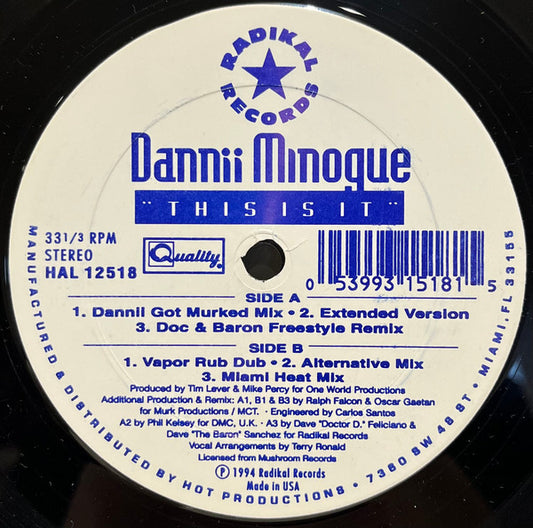 RADIKAL
RECORDS
Dannii Minogue
"THIS IS IT"
33 1/3 RPM
STEREO
HAL 12518
Quality®
0 53993 15181 5
SIDE A
1. Dannii Got Murked Mix • 2. Extended Version
3. Doc & Baron Freestyle Remix
SIDE B
1. Vapor Rub Dub • 2. Alternative Mix
3. Miami Heat Mix
Produced by Tim Lever & Mike Percy for One World Productions
Additional Production & Remix: A1, B1 & B3 by Ralph Falcon & Oscar Gaetan
for Murk Productions / MCT. • Engineered by Carlos Santos
A2 by Phil Kelsey for DMC, U.K. • A3 by Dave "Doctor D." Feliciano &
Dave "The Baron" Sanchez for Radikal Records
Vocal Arrangements by Terry Ronald
Licensed from Mushroom Records
℗ 1994 Radikal Records
Made in USA
MANUFACTURED & DISTRIBUTED BY HOT PRODUCTIONS • 7360 SW 48 ST • MIAMI, FL 33155